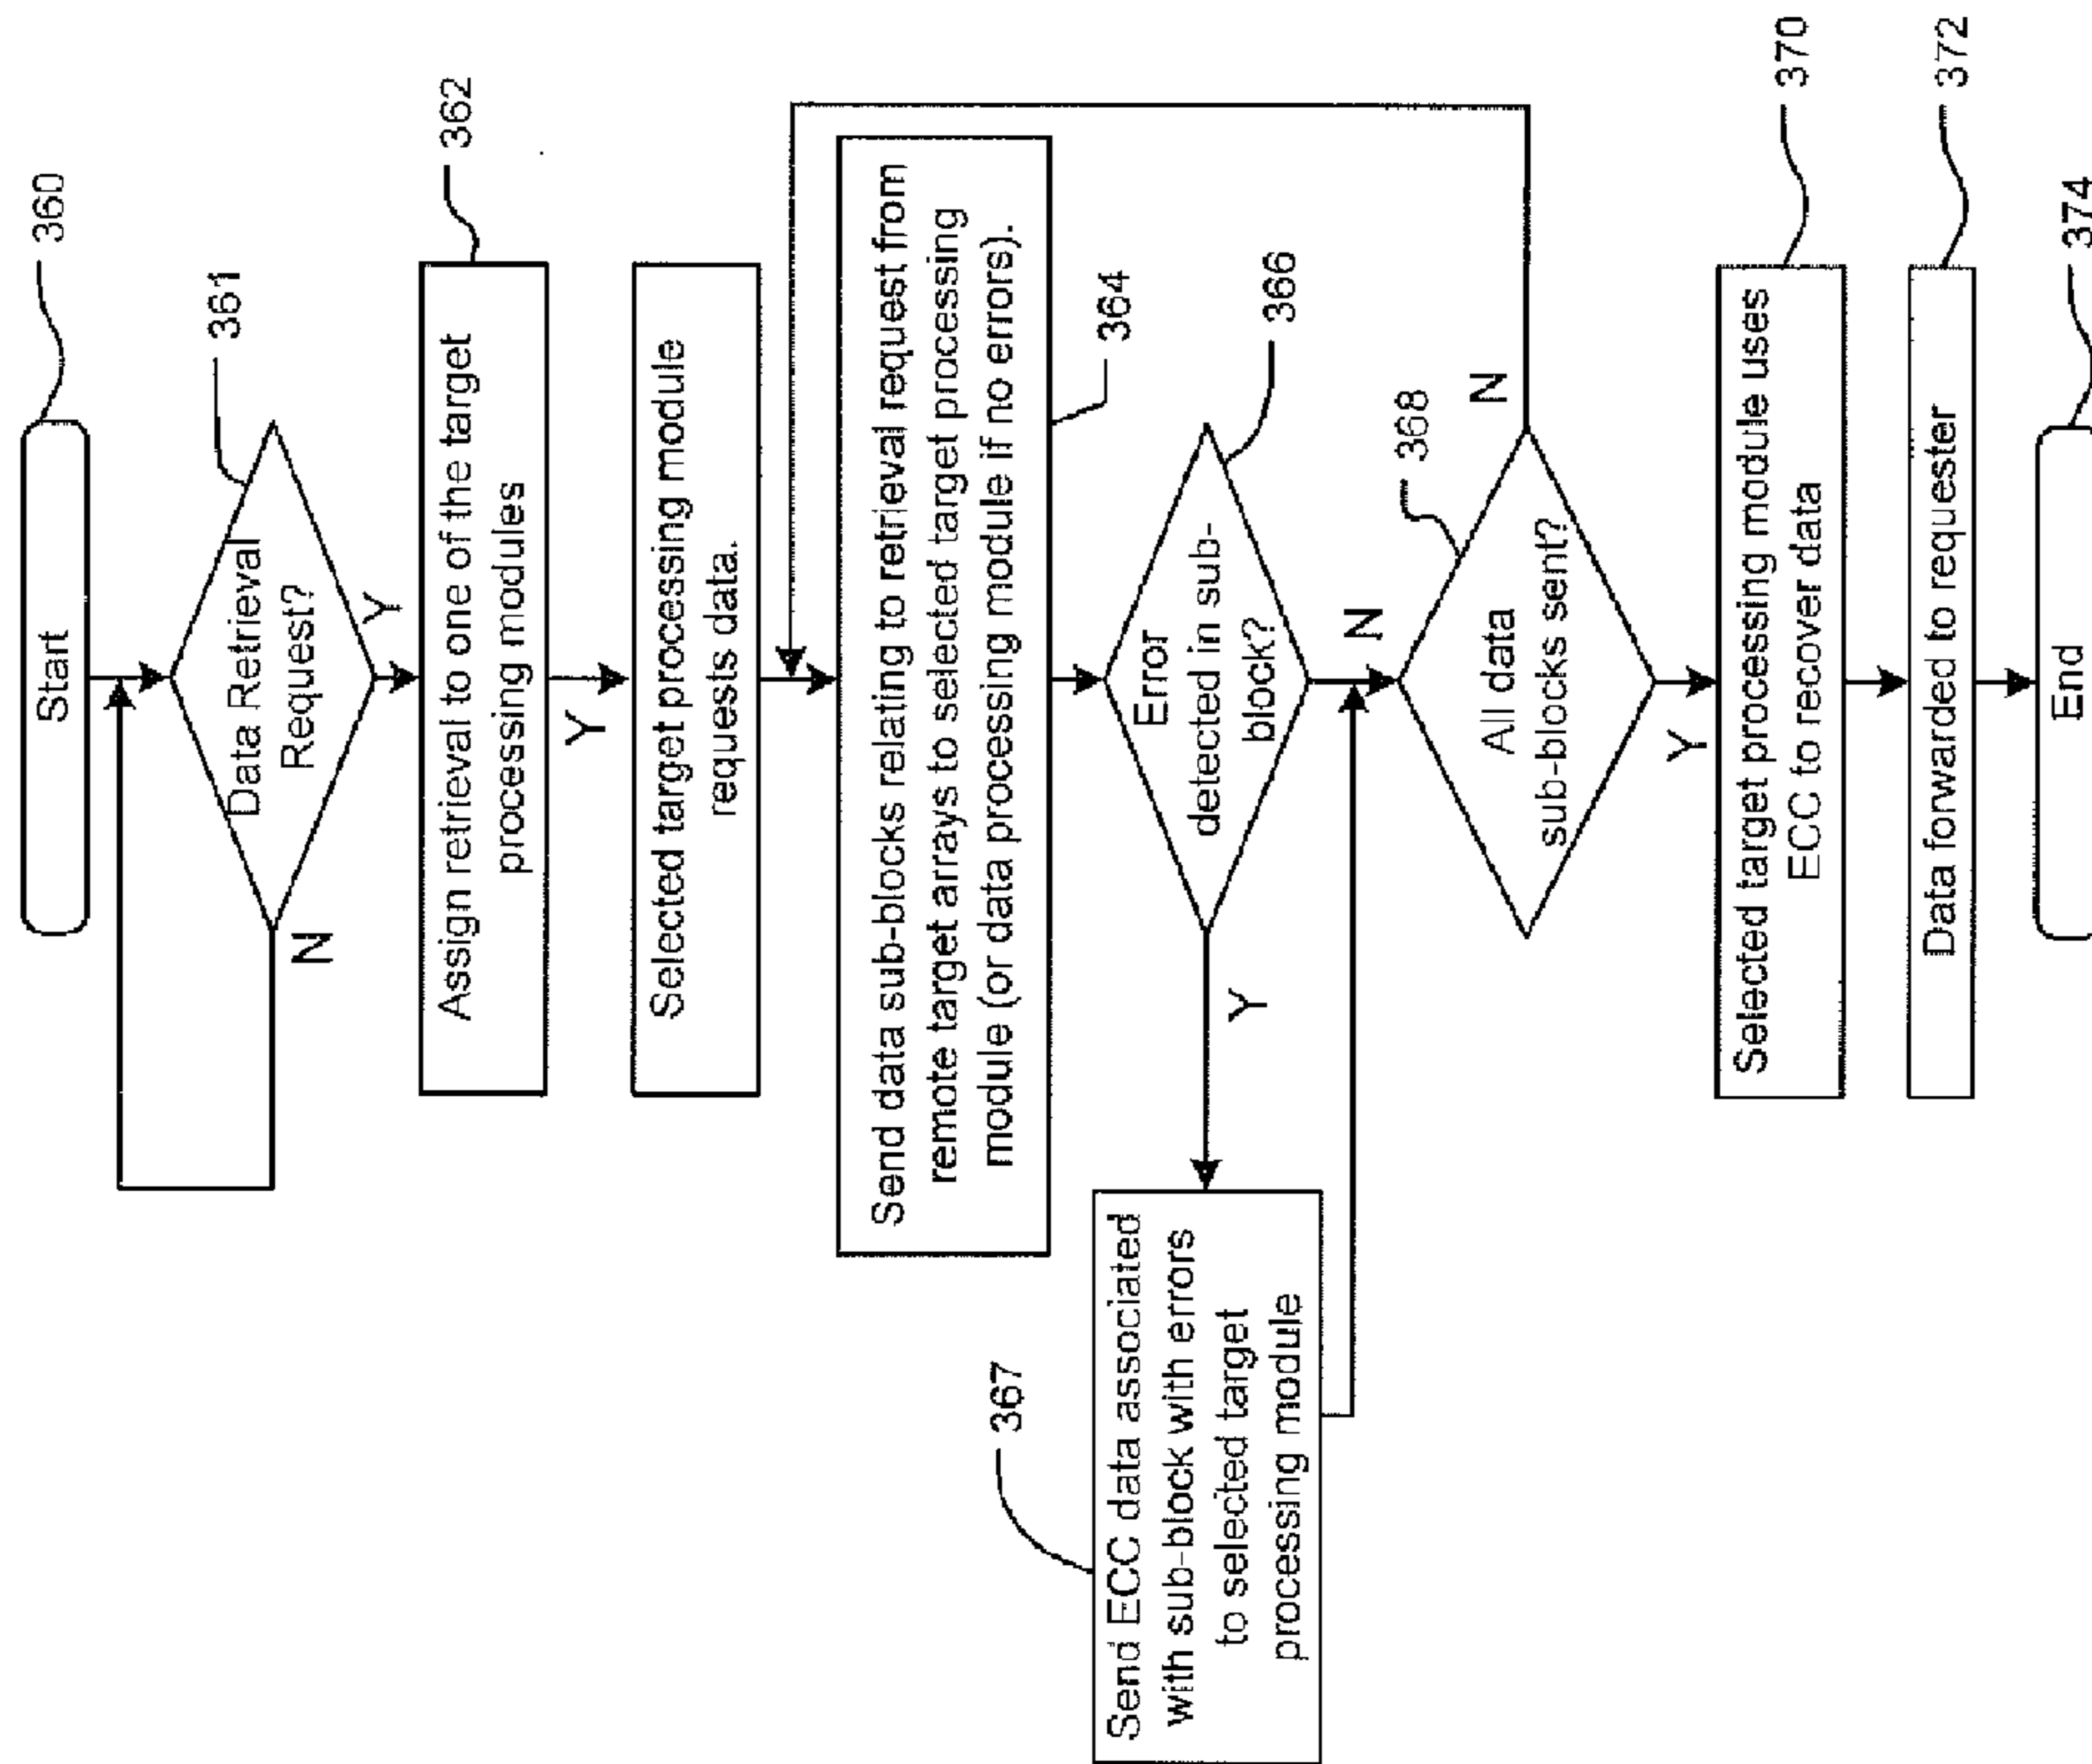 Start
360
Data Retrieval
Request?
361
N
Y
Assign retrieval to one of the target
processing modules
362
Y
Selected target processing module
requests data.
Send data sub-blocks relating to retrieval request from
remote target arrays to selected target processing
module (or data processing module if no errors).
364
Error
detected in sub-
block?
366
Y
N
Send ECC data associated
with sub-block with errors
to selected target
processing module
367
All data
sub-blocks sent?
368
N
Y
Selected target processing module uses
ECC to recover data
370
Data forwarded to requester
372
End
374